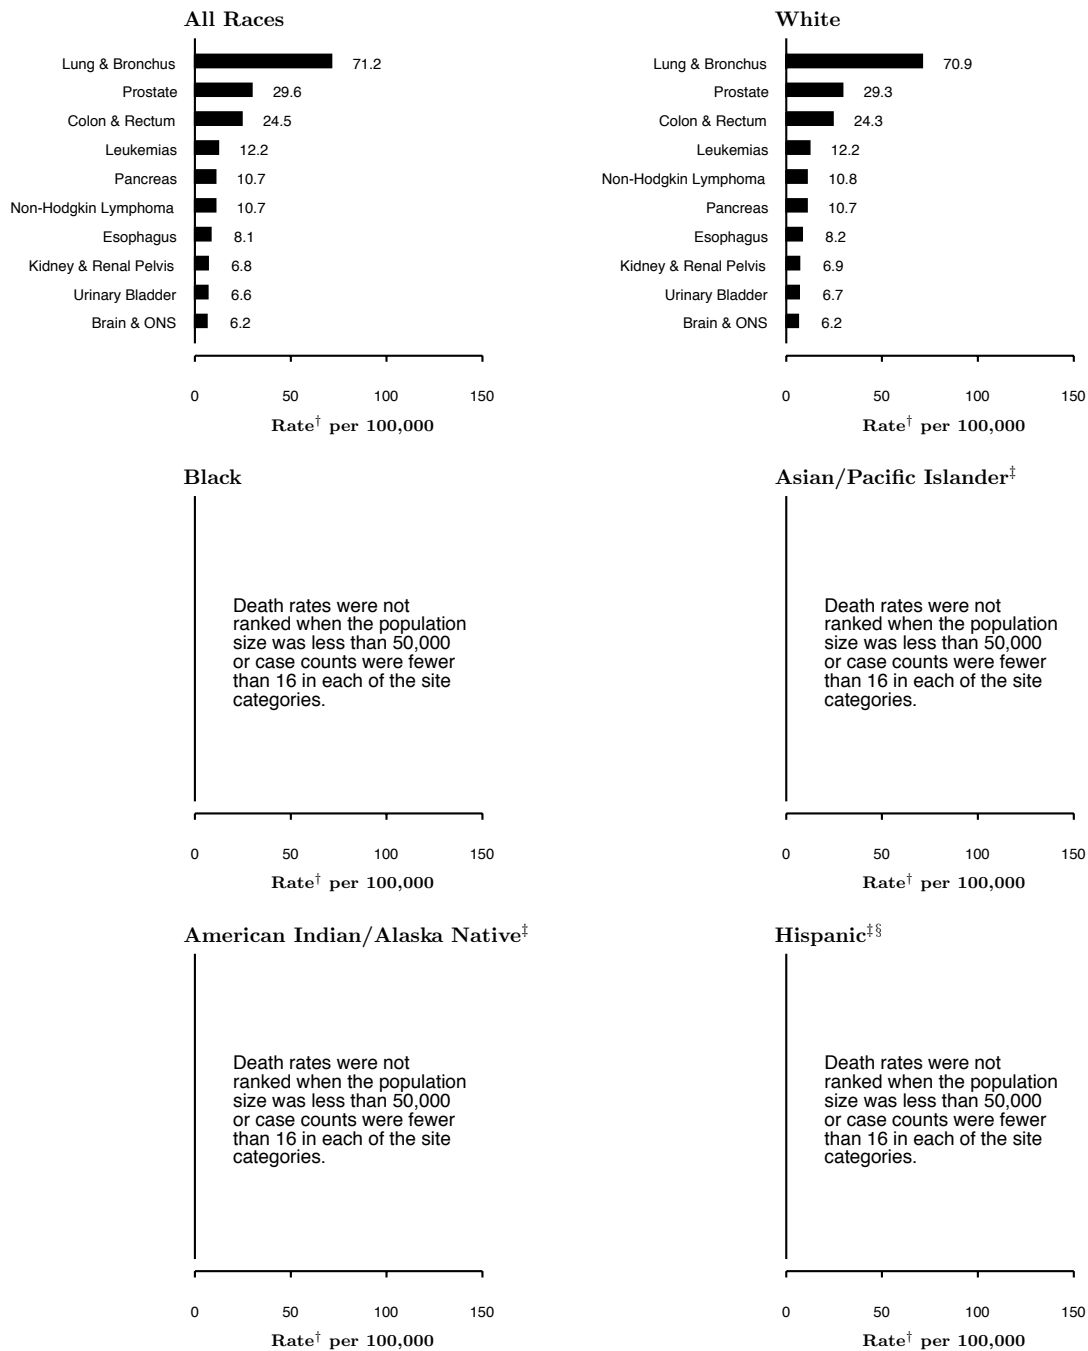 All Races
Lung & Bronchus 71.2
Prostate 29.6
Colon & Rectum 24.5
Leukemias 12.2
Pancreas 10.7
Non-Hodgkin Lymphoma 10.7
Esophagus 8.1
Kidney & Renal Pelvis 6.8
Urinary Bladder 6.6
Brain & ONS 6.2
0 50 100 150
Rate† per 100,000
White
Lung & Bronchus 70.9
Prostate 29.3
Colon & Rectum 24.3
Leukemias 12.2
Non-Hodgkin Lymphoma 10.8
Pancreas 10.7
Esophagus 8.2
Kidney & Renal Pelvis 6.9
Urinary Bladder 6.7
Brain & ONS 6.2
0 50 100 150
Rate† per 100,000
Black
Death rates were not
ranked when the population
size was less than 50,000
or case counts were fewer
than 16 in each of the site
categories.
0 50 100 150
Rate† per 100,000
Asian/Pacific Islander‡
Death rates were not
ranked when the population
size was less than 50,000
or case counts were fewer
than 16 in each of the site
categories.
0 50 100 150
Rate† per 100,000
American Indian/Alaska Native‡
Death rates were not
ranked when the population
size was less than 50,000
or case counts were fewer
than 16 in each of the site
categories.
0 50 100 150
Rate† per 100,000
Hispanic‡§
Death rates were not
ranked when the population
size was less than 50,000
or case counts were fewer
than 16 in each of the site
categories.
0 50 100 150
Rate† per 100,000